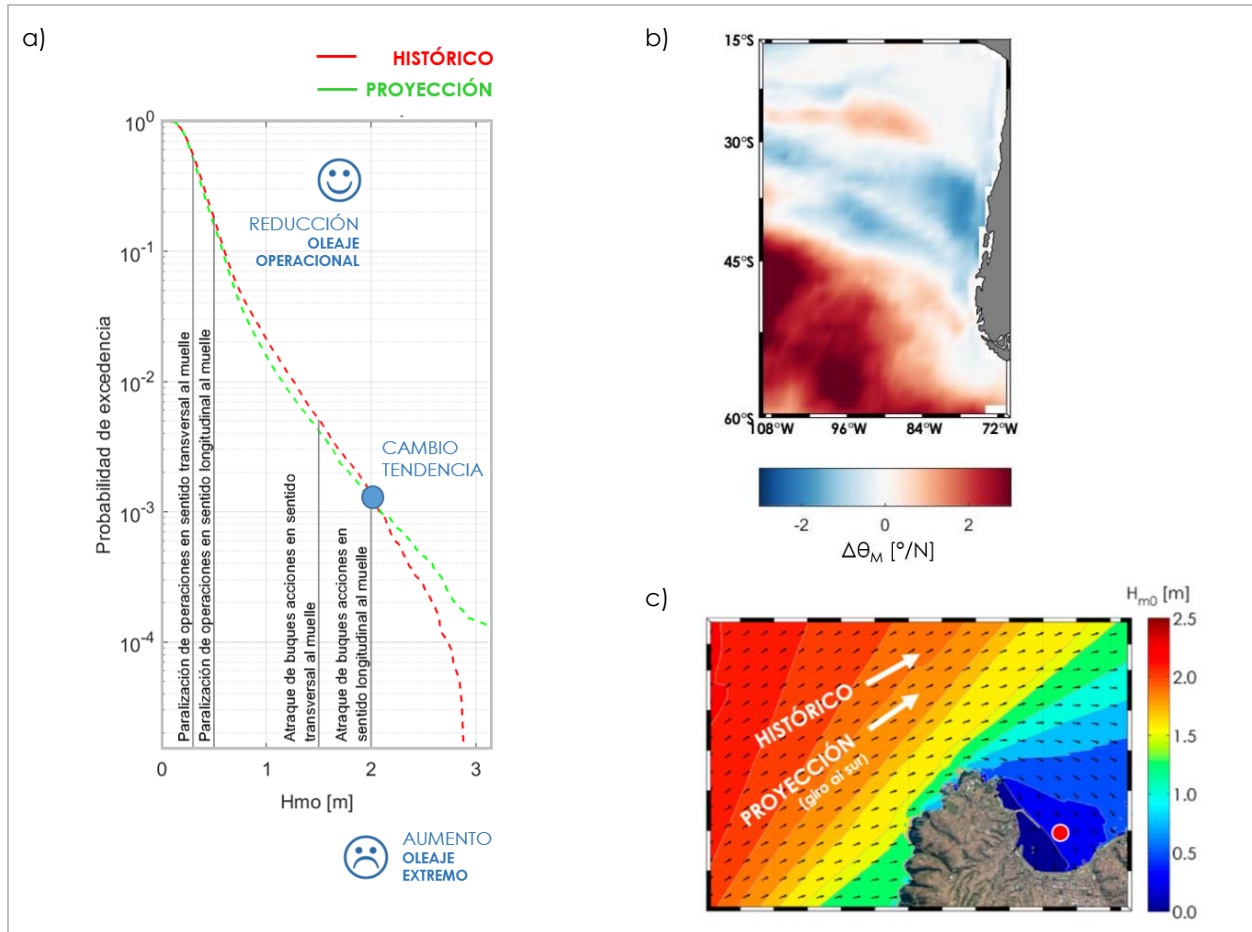 a)
HISTÓRICO
PROYECCIÓN
10⁰
10⁻¹
10⁻²
10⁻³
10⁻⁴
Probabilidad de excedencia
0
1
2
3
Hmo [m]
REDUCCIÓN
OLEAJE
OPERACIONAL
CAMBIO
TENDENCIA
Paralización de operaciones en sentido transversal al muelle
Paralización de operaciones en sentido longitudinal al muelle
Atraque de buques acciones en sentido
transversal al muelle
Atraque de buques acciones en
sentido longitudinal al muelle
AUMENTO
OLEAJE
EXTREMO
b)
15°S
30°S
45°S
60°S
108°W
96°W
84°W
72°W
-2
0
2
Δθ_M [°/N]
c)
H_m0 [m]
HISTÓRICO
PROYECCIÓN
(giro al sur)
2.5
2.0
1.5
1.0
0.5
0.0